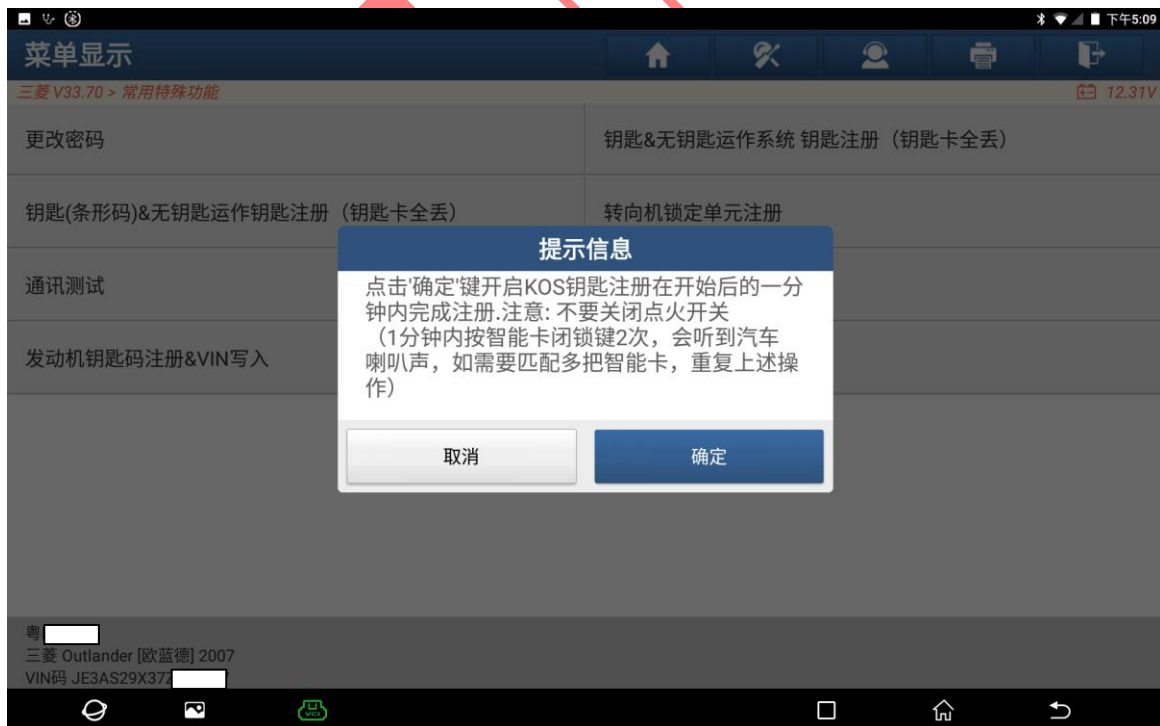 下午5:09
菜单显示
三菱 V33.70 > 常用特殊功能
12.31V
更改密码
钥匙&无钥匙运作系统 钥匙注册（钥匙卡全丢）
钥匙(条形码)&无钥匙运作钥匙注册（钥匙卡全丢）
转向机锁定单元注册
通讯测试
发动机钥匙码注册&VIN写入
提示信息
点击'确定'键开启KOS钥匙注册在开始后的一分
钟内完成注册.注意: 不要关闭点火开关
（1分钟内按智能卡闭锁键2次，会听到汽车
喇叭声，如需要匹配多把智能卡，重复上述操
作）
取消
确定
粤
三菱 Outlander [欧蓝德] 2007
VIN码 JE3AS29X37Z
VCI